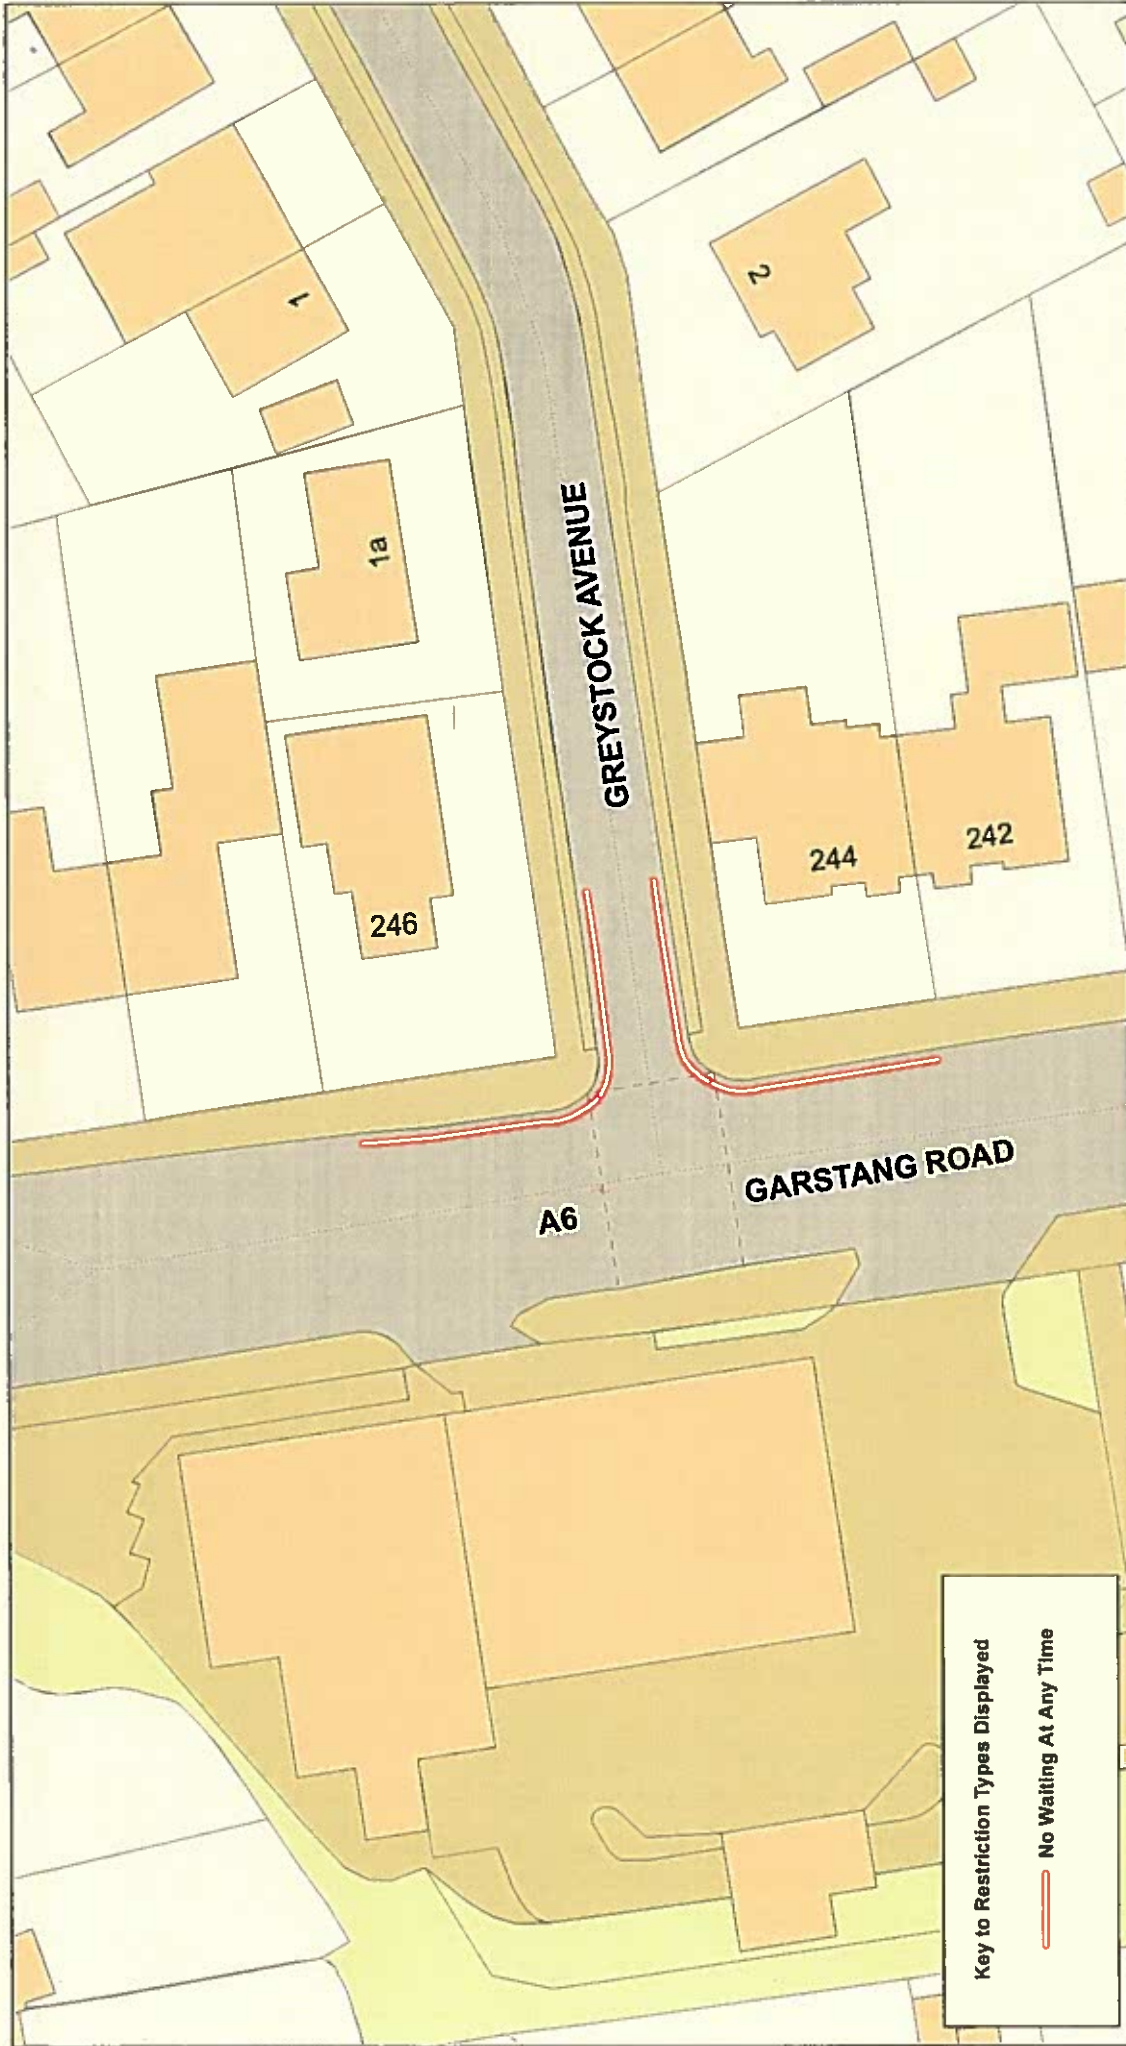 1
2
1a
GREYSTOCK AVENUE
246
244
242
GARSTANG ROAD
A6
Key to Restriction Types Displayed
No Waiting At Any Time